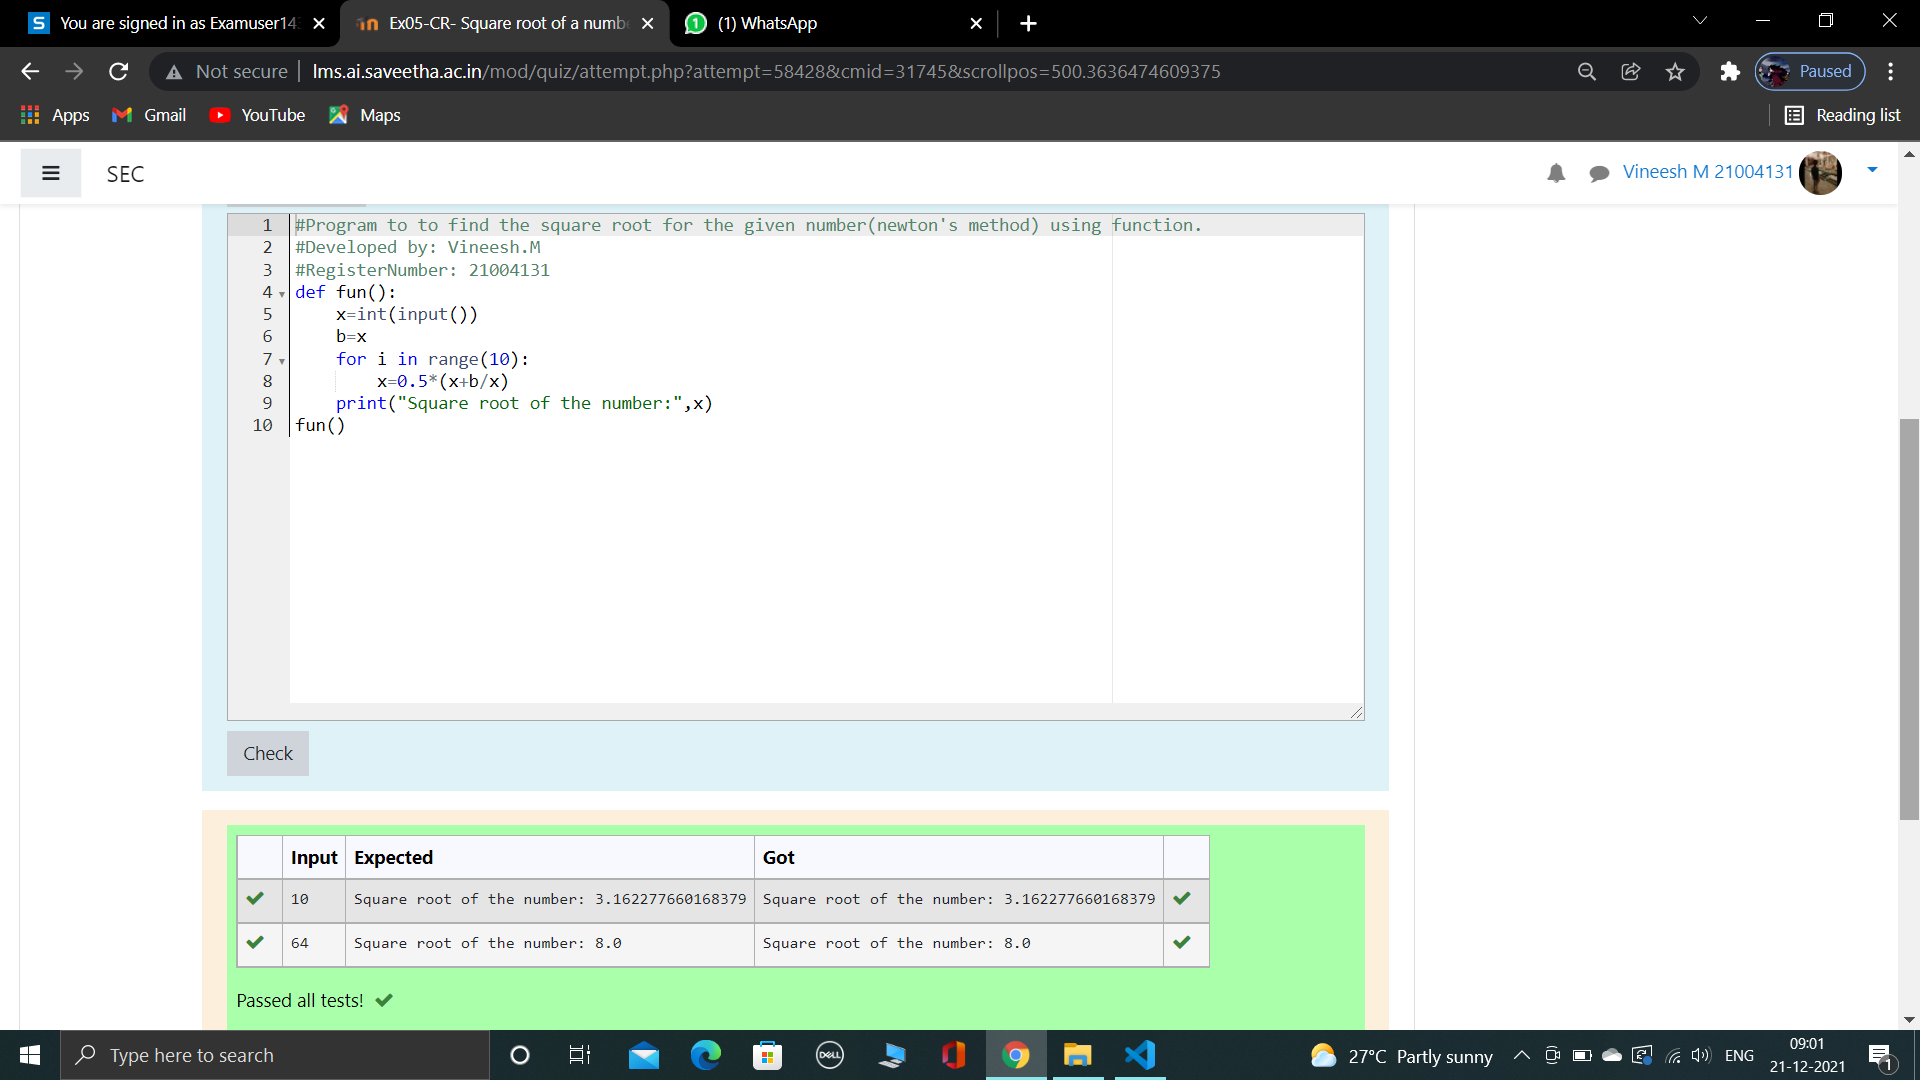 You are signed in as Examuser14
Ex05-CR- Square root of a numb
(1) WhatsApp
Not secure
lms.ai.saveetha.ac.in/mod/quiz/attempt.php?attempt=58428&cmid=31745&scrollpos=500.3636474609375
Paused
Apps
Gmail
YouTube
Maps
Reading list
SEC
Vineesh M 21004131
1 #Program to to find the square root for the given number(newton's method) using function.
2 #Developed by: Vineesh.M
3 #RegisterNumber: 21004131
4 def fun():
5 x=int(input())
6 b=x
7 for i in range(10):
8 x=0.5*(x+b/x)
9 print("Square root of the number:",x)
10 fun()
Check
Input Expected Got
10 Square root of the number: 3.162277660168379 Square root of the number: 3.162277660168379
64 Square root of the number: 8.0 Square root of the number: 8.0
Passed all tests!
Type here to search
DELL
27°C Partly sunny
ENG
09:01
21-12-2021
1